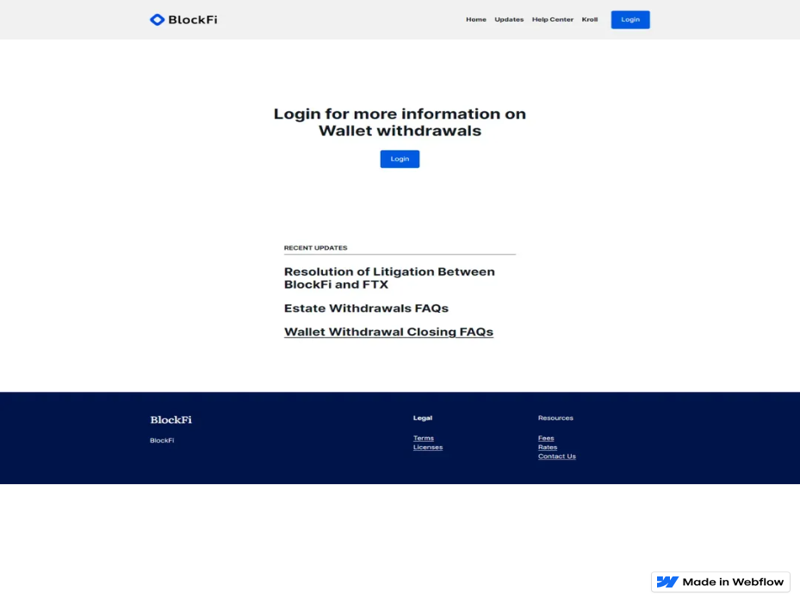 BlockFi
Home Updates Help Center Kroll Login
Login for more information on
Wallet withdrawals
Login
RECENT UPDATES
Resolution of Litigation Between
BlockFi and FTX
Estate Withdrawals FAQs
Wallet Withdrawal Closing FAQs
BlockFi
BlockFi
Legal
Terms
Licenses
Resources
Fees
Rates
Contact Us
Made in Webflow